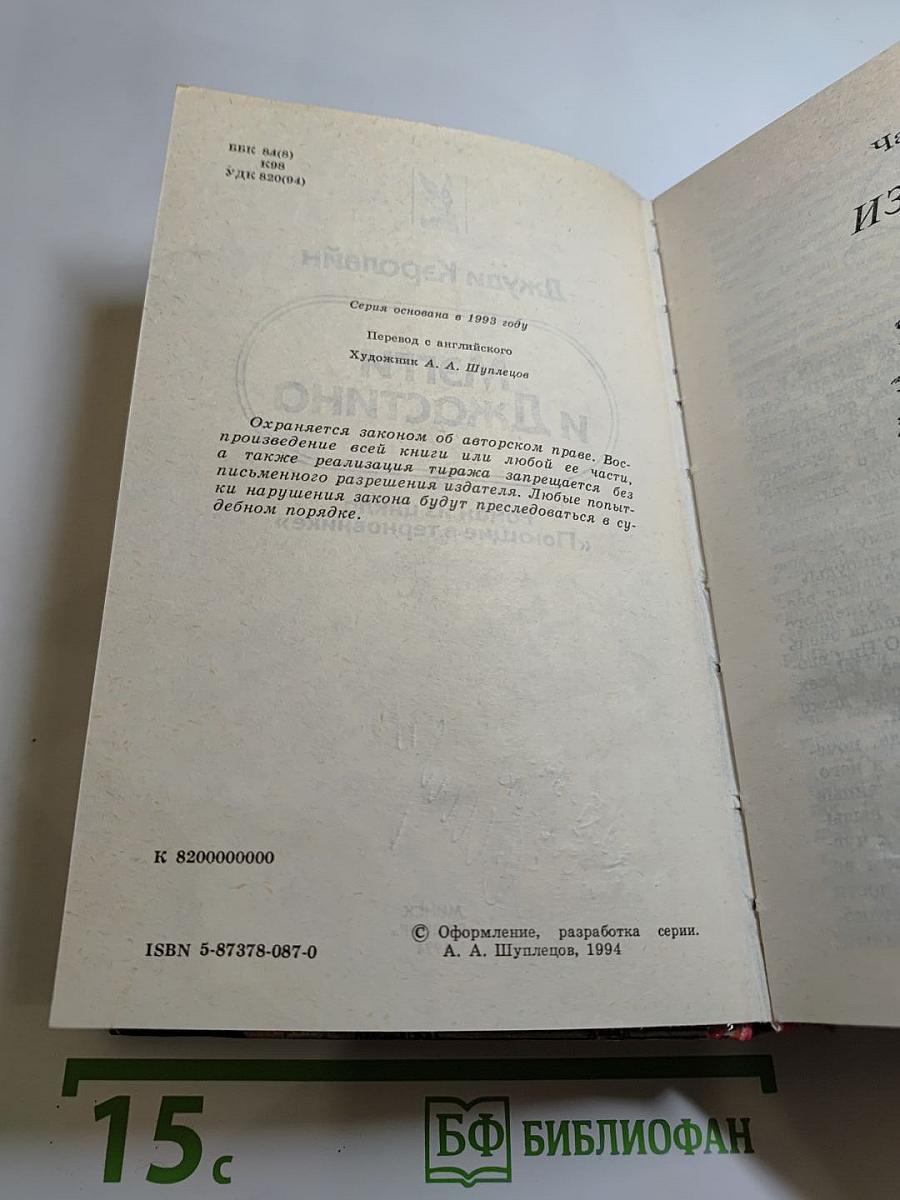 ББК 84(8)
К98
УДК 820(94)
Серия основана в 1993 году
Перевод с английского
Художник А. А. Шуплецов
Охраняется законом об авторском праве. Вос-
произведение всей книги или любой ее части,
а также реализация тиража запрещается без
письменного разрешения издателя. Любые попыт-
ки нарушения закона будут преследоваться в су-
дебном порядке.
К 8200000000
ISBN 5-87378-087-0
© Оформление, разработка серии.
А. А. Шуплецов, 1994
ИЗ
15 с
БФ БИБЛИОФАН